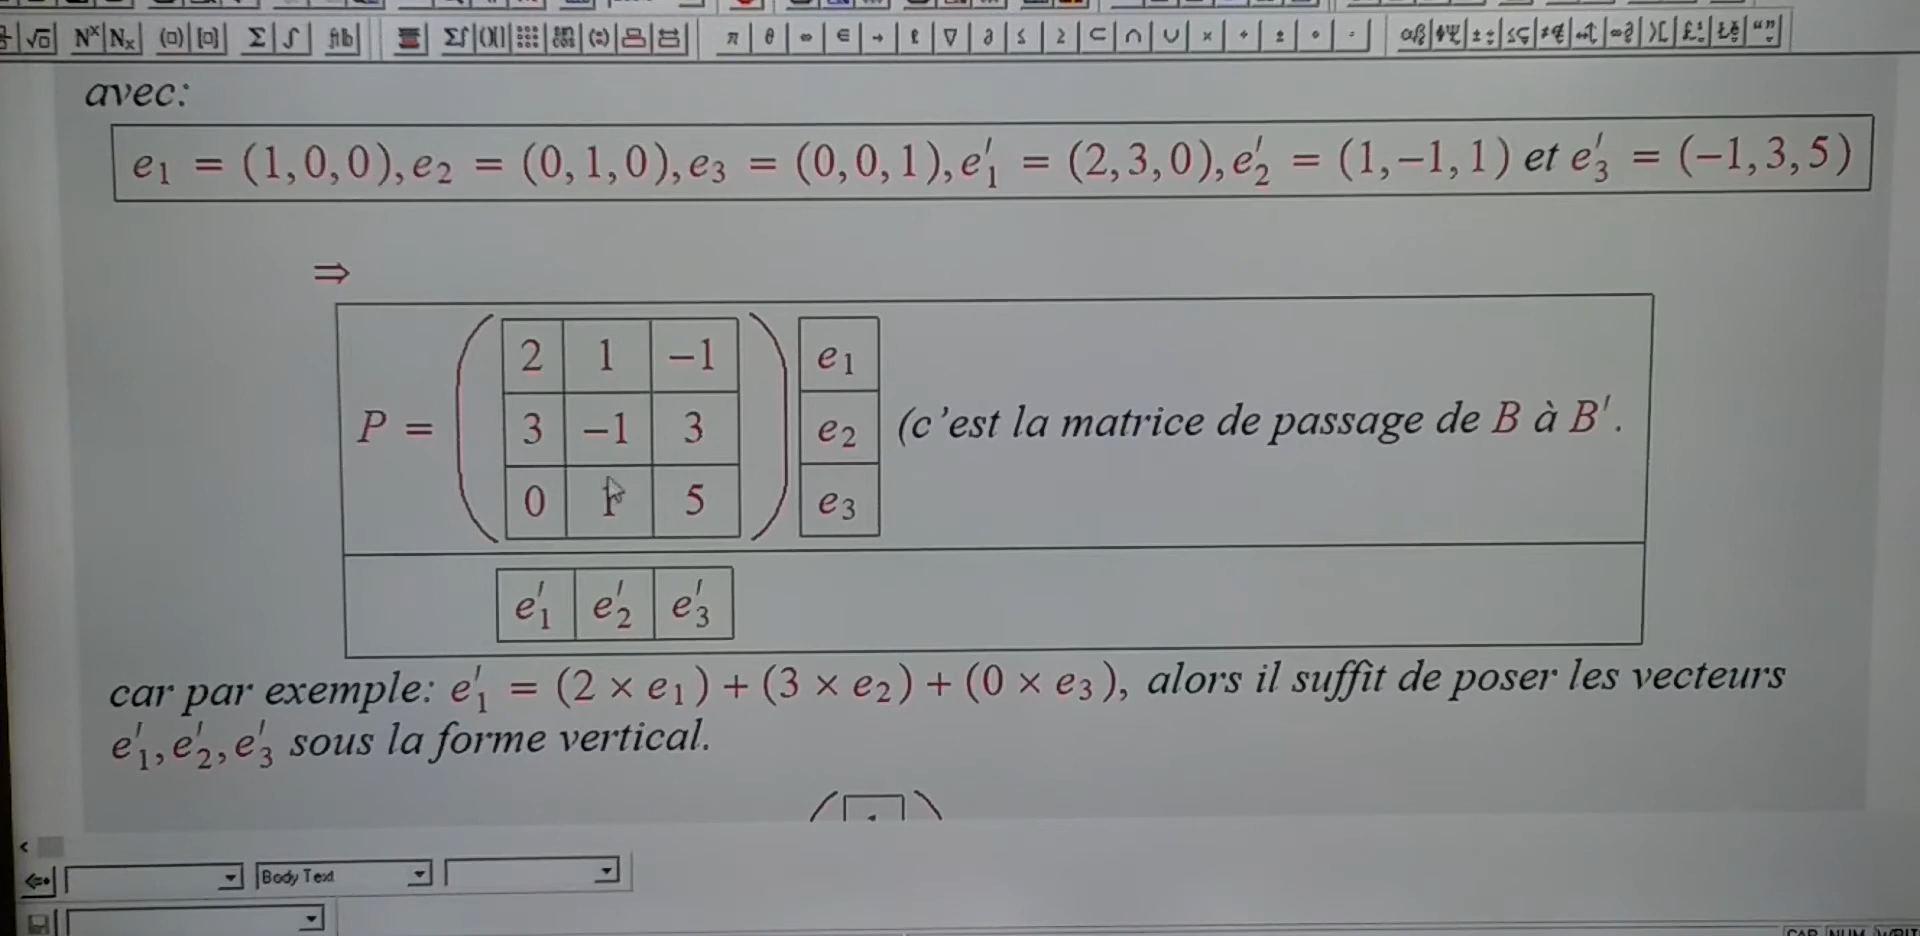 avec:
e₁ = (1,0,0), e₂ = (0,1,0), e₃ = (0,0,1), e′₁ = (2,3,0), e′₂ = (1,−1,1) et e′₃ = (−1,3,5)
⇒
P = ( 2 1 −1 ) e₁
3 −1 3 e₂ (c'est la matrice de passage de B à B′.
0 1 5 e₃
e′₁ e′₂ e′₃
car par exemple: e′₁ = (2 × e₁) + (3 × e₂) + (0 × e₃), alors il suffit de poser les vecteurs
e′₁, e′₂, e′₃ sous la forme vertical.
Body Text